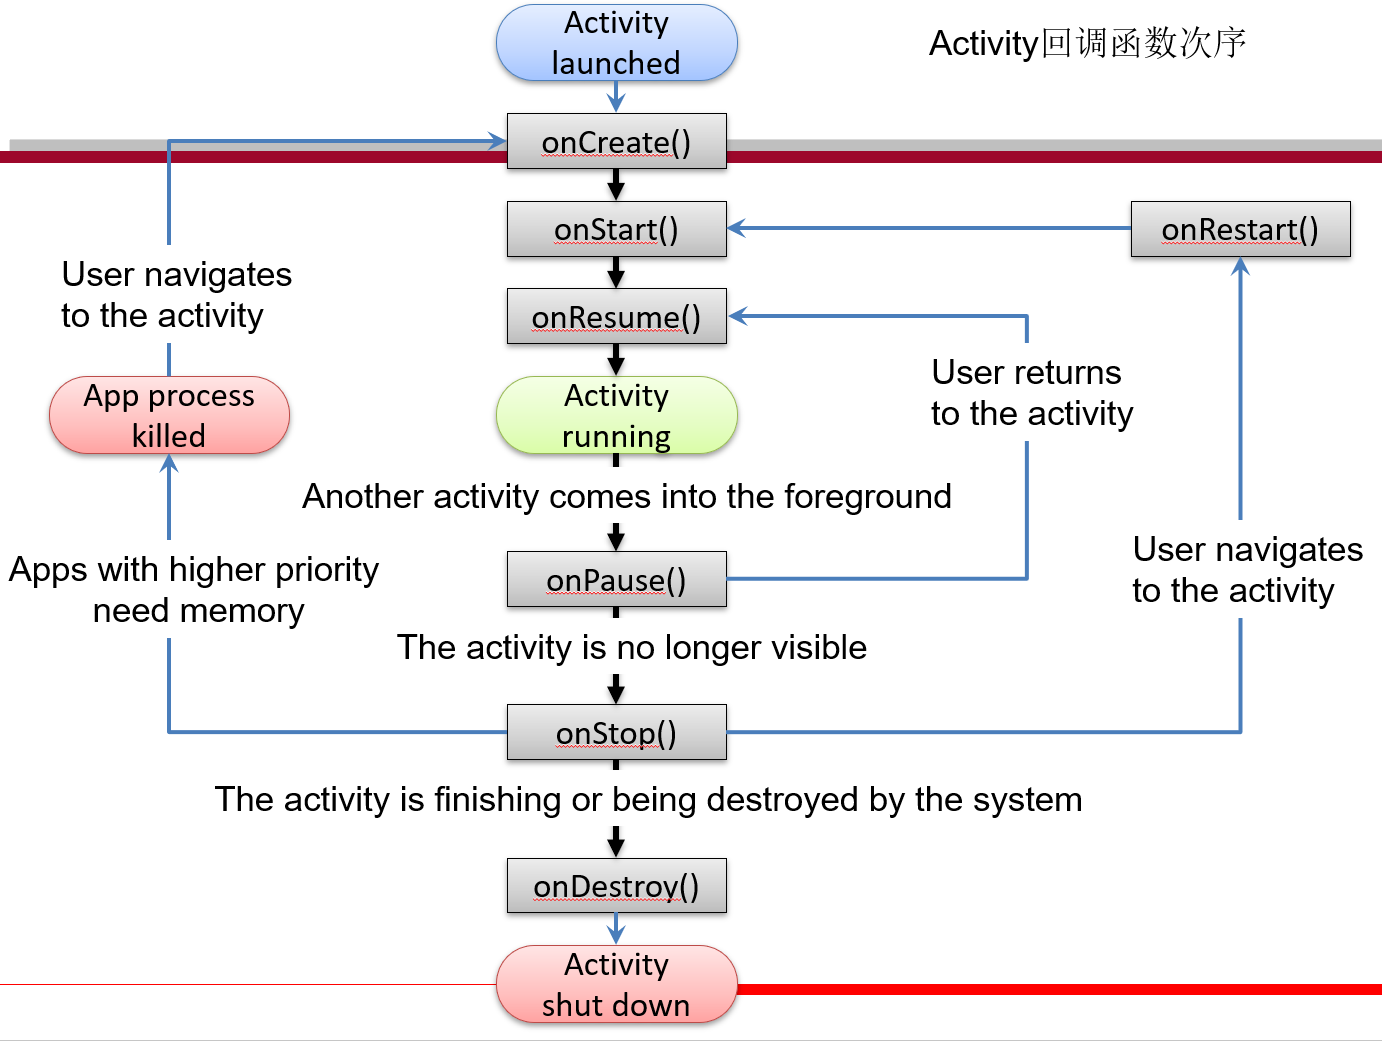 Activity
launched
Activity回调函数次序
onCreate()
onStart()
onRestart()
User navigates
to the activity
onResume()
User returns
to the activity
App process
killed
Activity
running
Another activity comes into the foreground
Apps with higher priority
need memory
onPause()
User navigates
to the activity
The activity is no longer visible
onStop()
The activity is finishing or being destroyed by the system
onDestroy()
Activity
shut down